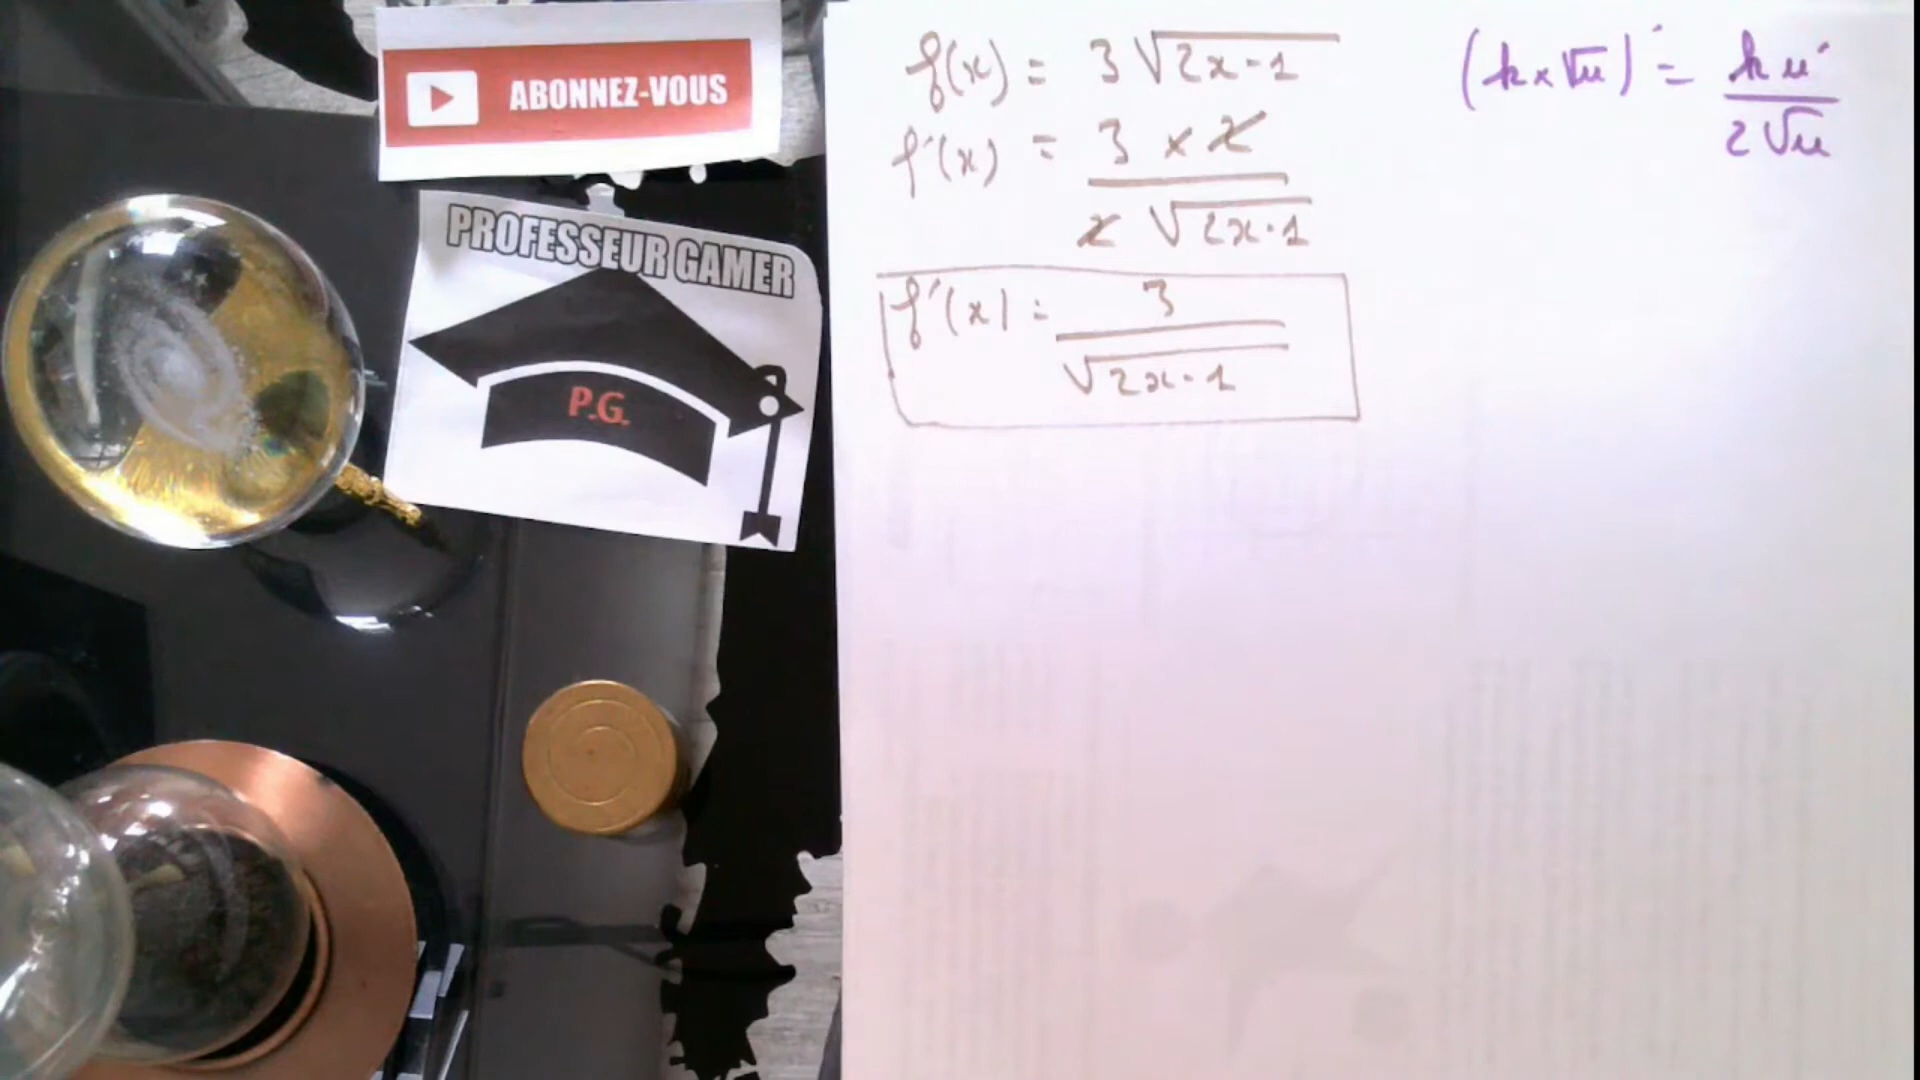 ABONNEZ-VOUS
PROFESSEUR GAMER
P.G.
f(x) = 3√(2x-1)
f'(x) = (3 × 2)/(2√(2x-1))
f'(x) = 3/√(2x-1)
(k×√u)' = ku'/(2√u)